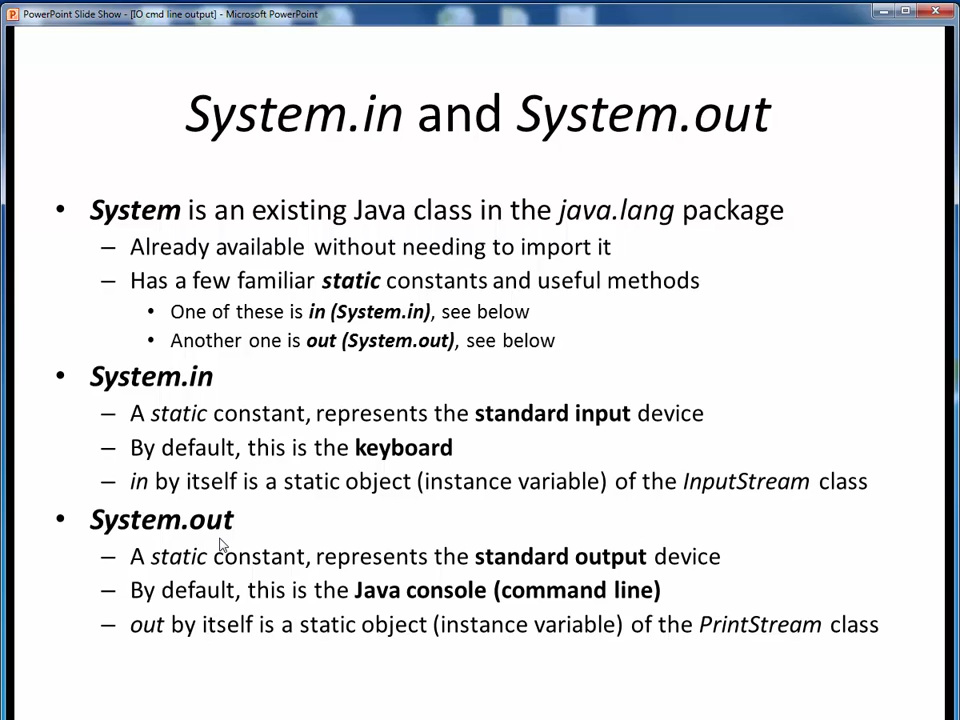 PowerPoint Slide Show - [IO cmd line output] - Microsoft PowerPoint
System.in and System.out
• System is an existing Java class in the java.lang package
– Already available without needing to import it
– Has a few familiar static constants and useful methods
• One of these is in (System.in), see below
• Another one is out (System.out), see below
• System.in
– A static constant, represents the standard input device
– By default, this is the keyboard
– in by itself is a static object (instance variable) of the InputStream class
• System.out
– A static constant, represents the standard output device
– By default, this is the Java console (command line)
– out by itself is a static object (instance variable) of the PrintStream class